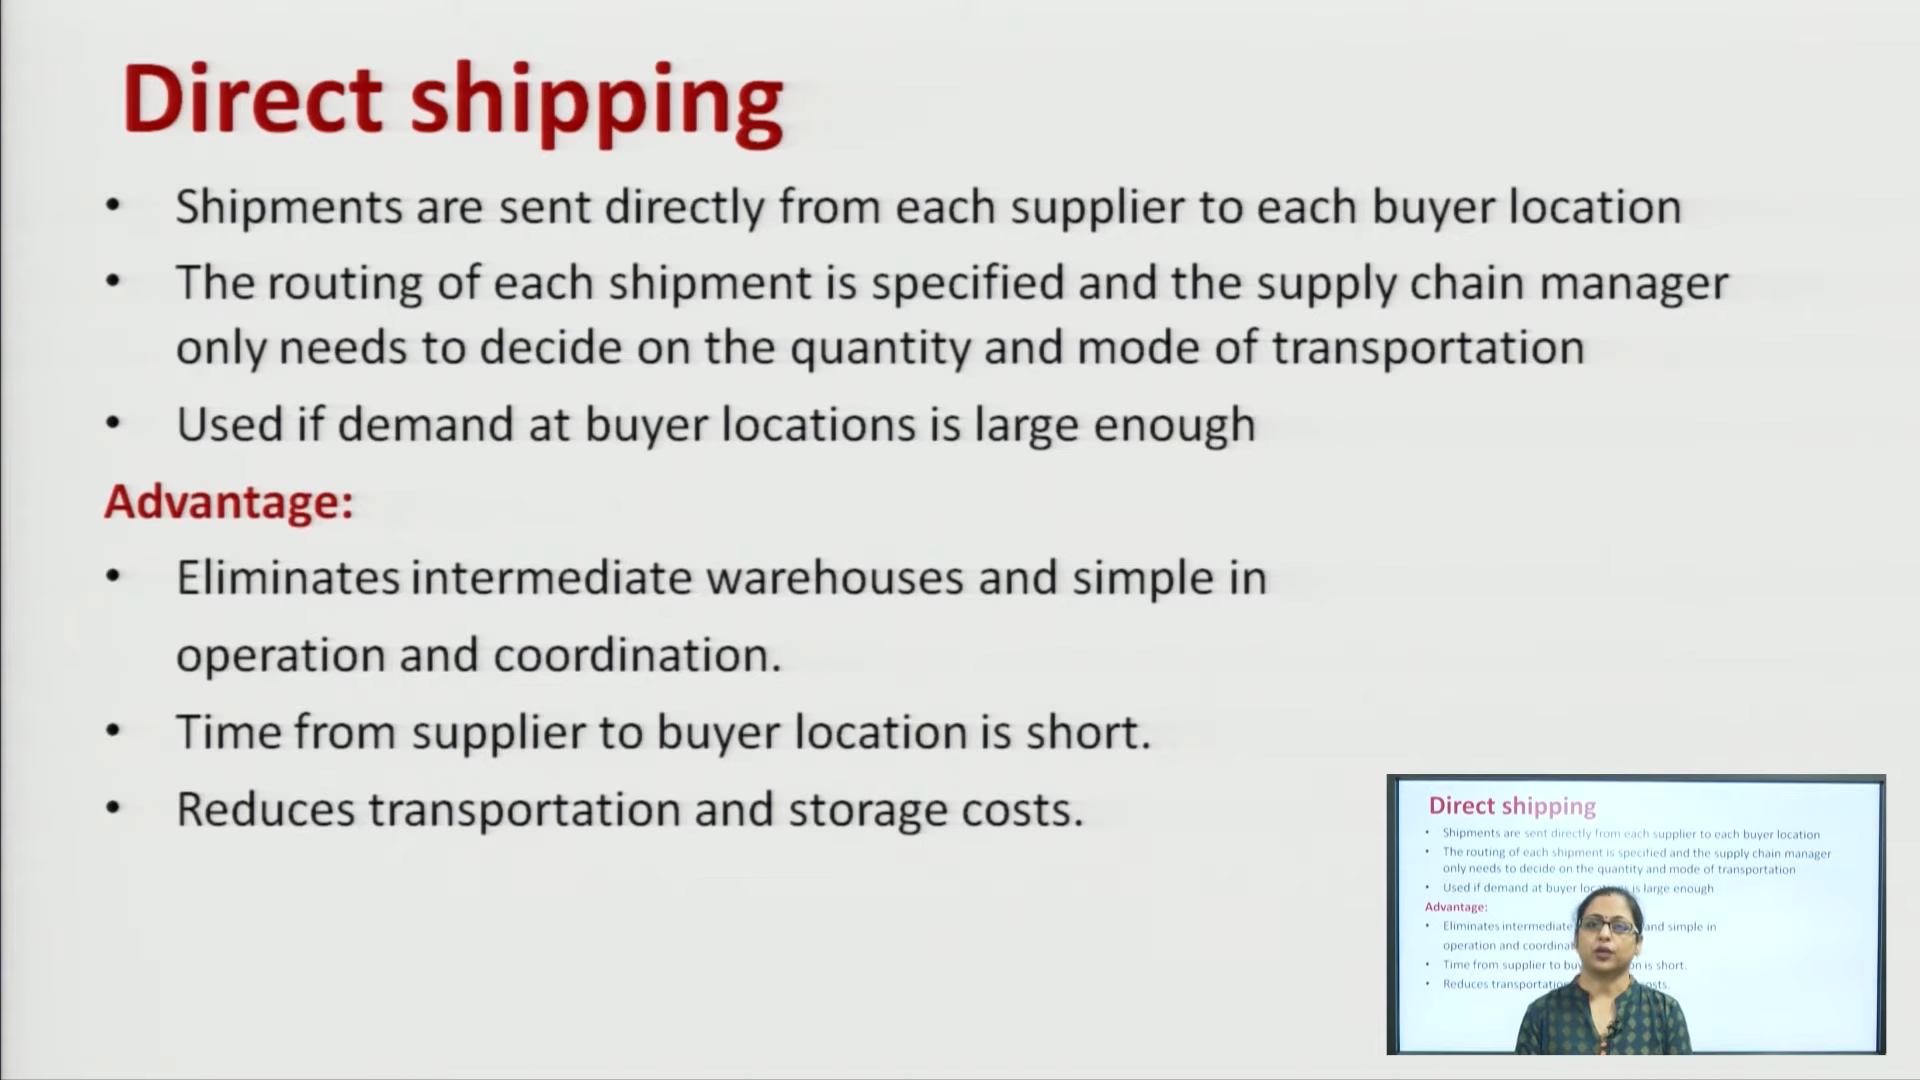 Direct shipping
• Shipments are sent directly from each supplier to each buyer location
• The routing of each shipment is specified and the supply chain manager
only needs to decide on the quantity and mode of transportation
• Used if demand at buyer locations is large enough
Advantage:
• Eliminates intermediate warehouses and simple in
operation and coordination.
• Time from supplier to buyer location is short.
• Reduces transportation and storage costs.
Direct shipping
• Shipments are sent directly from each supplier to each buyer location
• The routing of each shipment is specified and the supply chain manager
only needs to decide on the quantity and mode of transportation
• Used if demand at buyer is large enough
Advantage:
• Eliminates intermediate and simple in
operation and
• Time from supplier to is short.
• Reduces